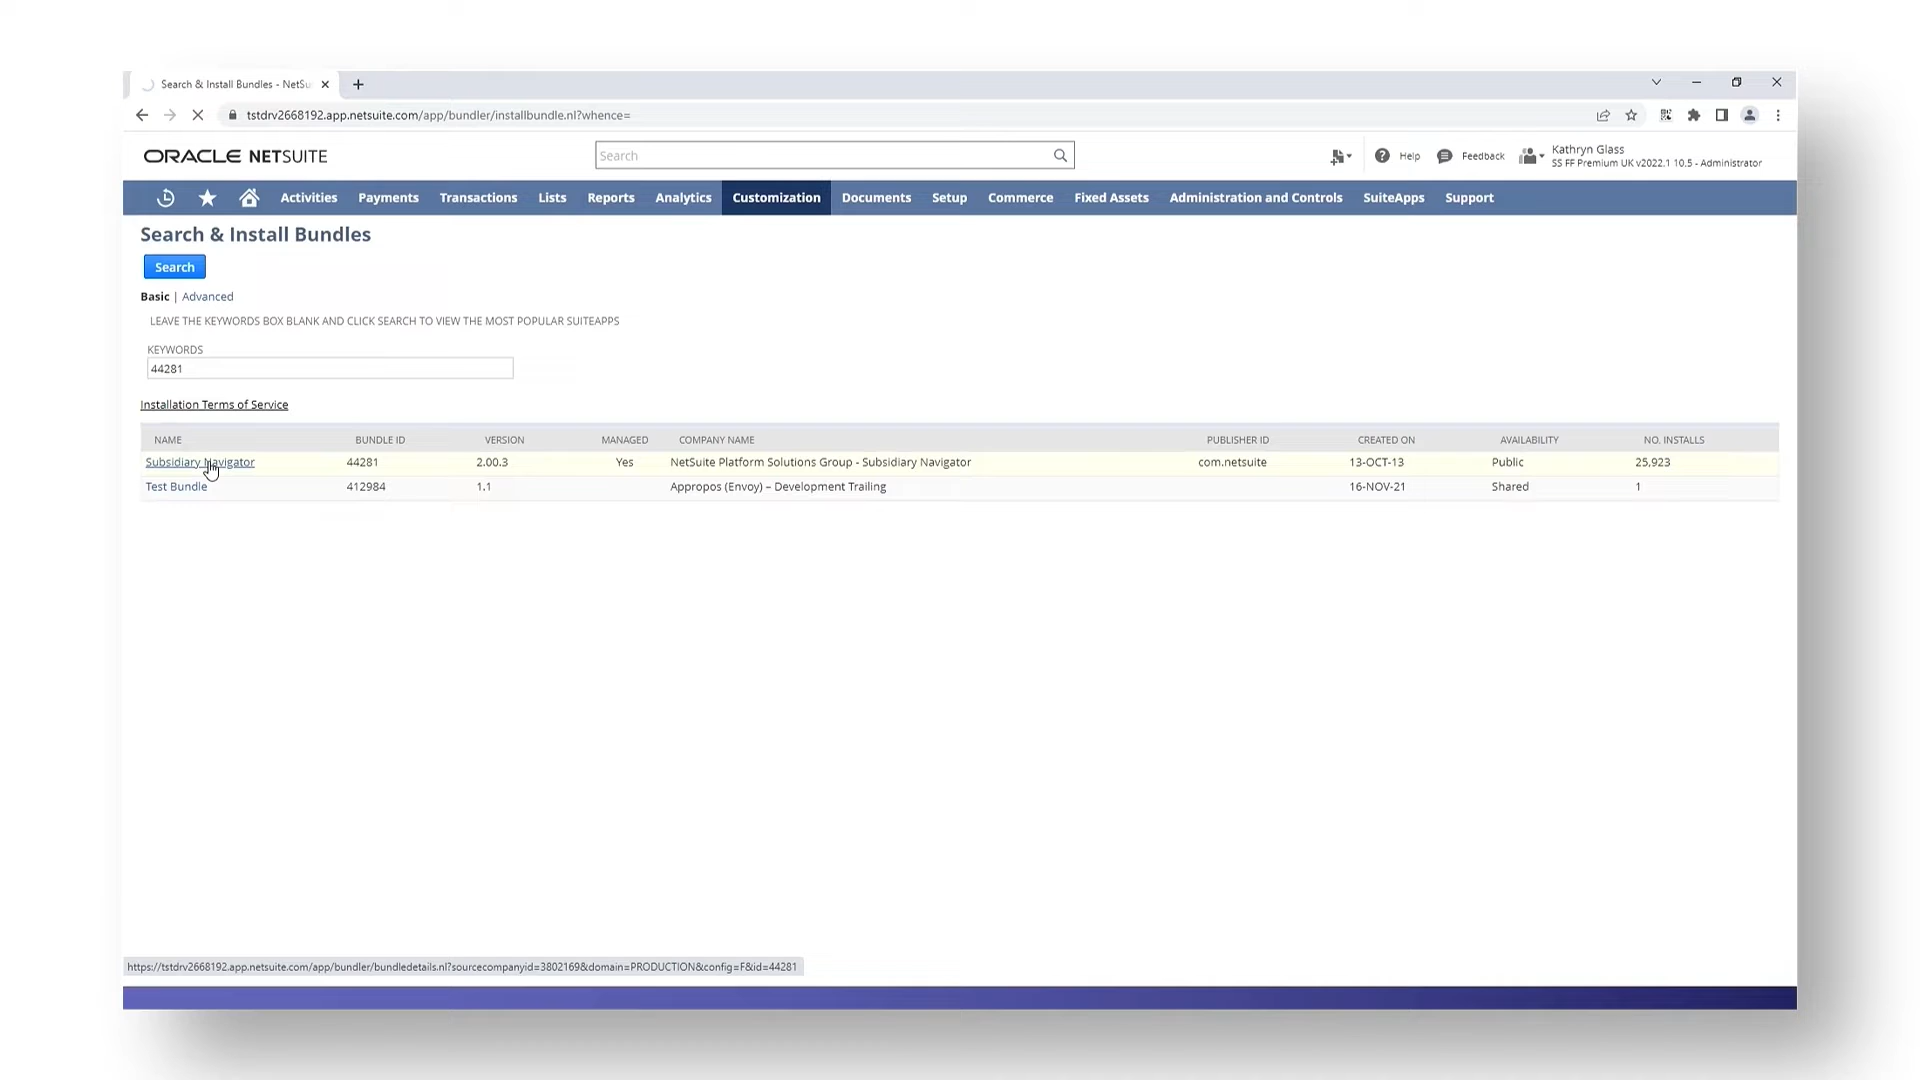 Search & Install Bundles - NetSu
tstdrv2668192.app.netsuite.com/app/bundler/installbundle.nl?whence=
ORACLE NETSUITE
Search
Help
Feedback
Kathryn Glass
SS FF Premium UK v2022.1 10.5 - Administrator
Activities Payments Transactions Lists Reports Analytics Customization Documents Setup Commerce Fixed Assets Administration and Controls SuiteApps Support
Search & Install Bundles
Search
Basic | Advanced
LEAVE THE KEYWORDS BOX BLANK AND CLICK SEARCH TO VIEW THE MOST POPULAR SUITEAPPS
KEYWORDS
44281
Installation Terms of Service
NAME BUNDLE ID VERSION MANAGED COMPANY NAME PUBLISHER ID CREATED ON AVAILABILITY NO. INSTALLS
Subsidiary Navigator 44281 2.00.3 Yes NetSuite Platform Solutions Group - Subsidiary Navigator com.netsuite 13-OCT-13 Public 25,923
Test Bundle 412984 1.1 Appropos (Envoy) – Development Trailing 16-NOV-21 Shared 1
https://tstdrv2668192.app.netsuite.com/app/bundler/bundledetails.nl?sourcecompanyid=3802169&domain=PRODUCTION&config=F&id=44281